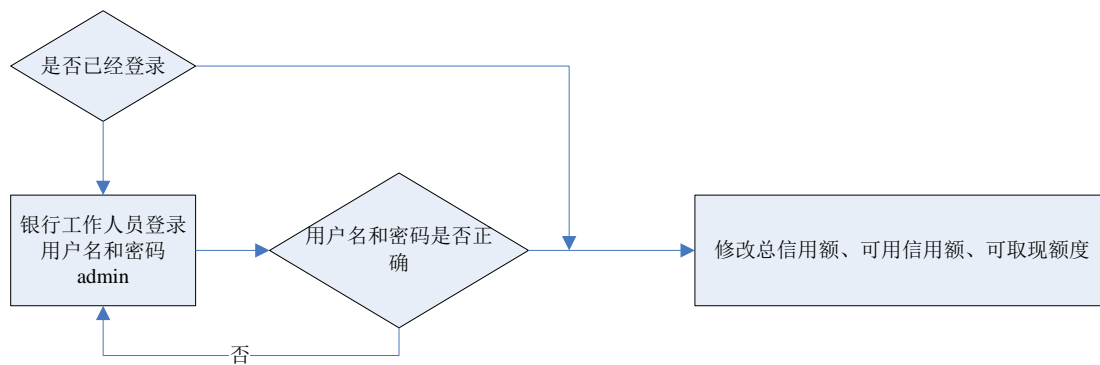 是否已经登录
银行工作人员登录
用户名和密码
admin
用户名和密码是否正
确
修改总信用额、可用信用额、可取现额度
否